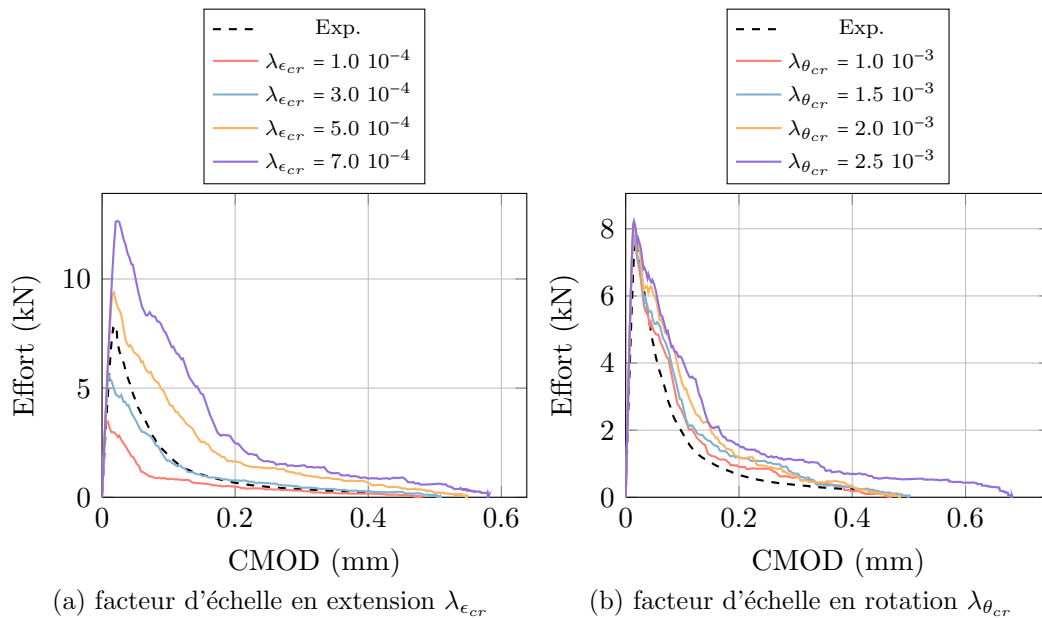 Exp.
λ_{ϵ_{cr}} = 1.0 10^{-4}
λ_{ϵ_{cr}} = 3.0 10^{-4}
λ_{ϵ_{cr}} = 5.0 10^{-4}
λ_{ϵ_{cr}} = 7.0 10^{-4}
10
5
0
Effort (kN)
0
0.2
0.4
0.6
CMOD (mm)
(a) facteur d'échelle en extension λ_{ϵ_{cr}}
Exp.
λ_{θ_{cr}} = 1.0 10^{-3}
λ_{θ_{cr}} = 1.5 10^{-3}
λ_{θ_{cr}} = 2.0 10^{-3}
λ_{θ_{cr}} = 2.5 10^{-3}
8
6
4
2
0
Effort (kN)
0
0.2
0.4
0.6
CMOD (mm)
(b) facteur d'échelle en rotation λ_{θ_{cr}}